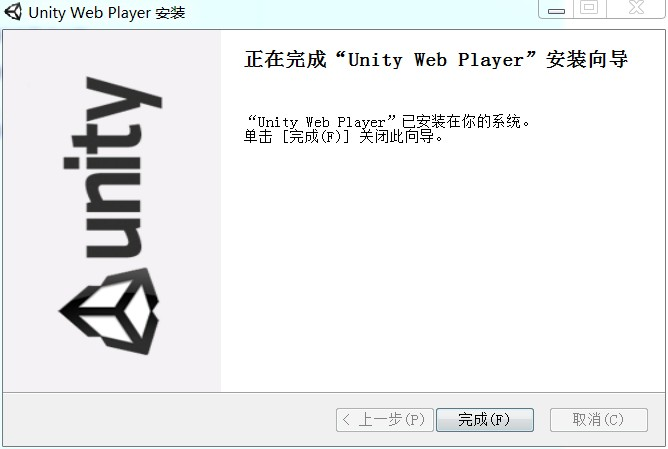 Unity Web Player 安装
正在完成“Unity Web Player”安装向导
“Unity Web Player”已安装在你的系统。
单击 [完成(F)] 关闭此向导。
unity
< 上一步(P)
完成(F)
取消(C)